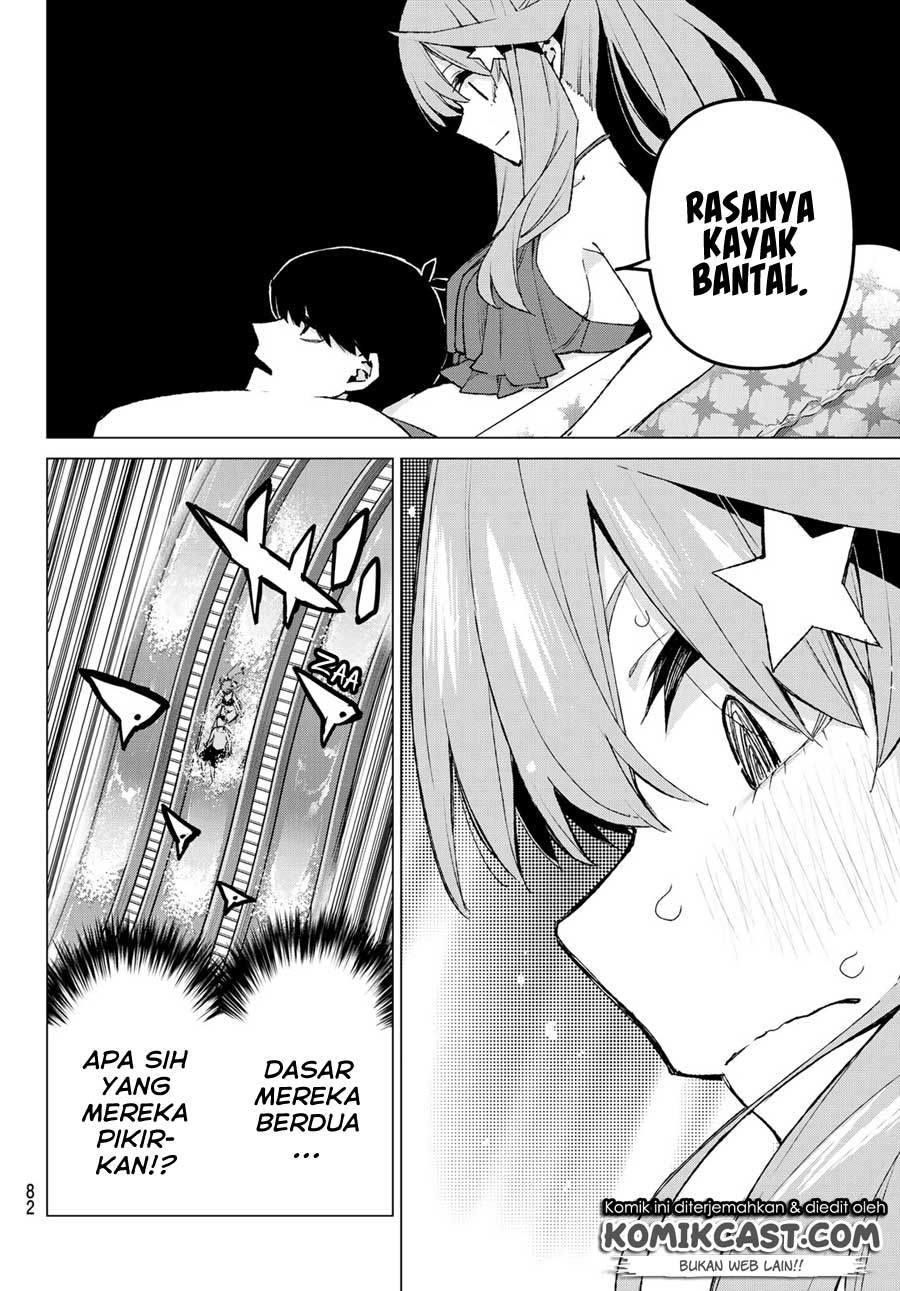 RASANYA
KAYAK
BANTAL.
ZAA
DASAR
MEREKA
BERDUA
...
APA SIH
YANG
MEREKA
PIKIR-
KAN!?
82
Komik ini diterjemahkan & diedit oleh
KOMIKCAST.COM
BUKAN WEB LAIN!!